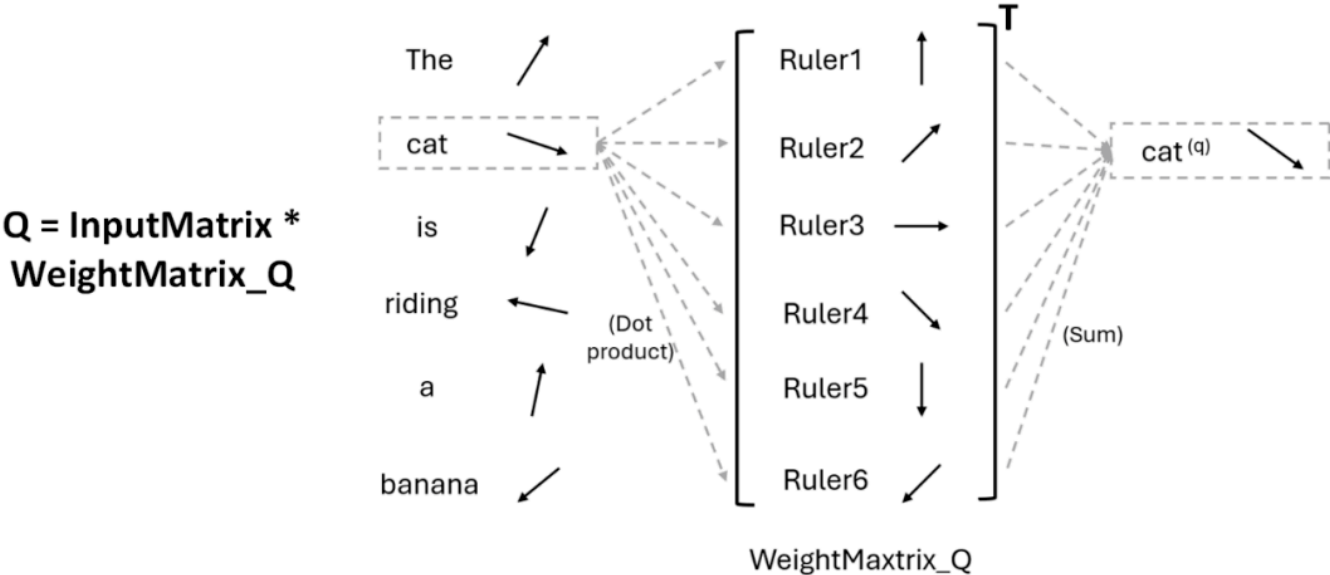 Q = InputMatrix *
WeightMatrix_Q
The
cat
is
riding
a
banana
(Dot
product)
Ruler1
Ruler2
Ruler3
Ruler4
Ruler5
Ruler6
T
WeightMaxtrix_Q
(Sum)
cat (q)